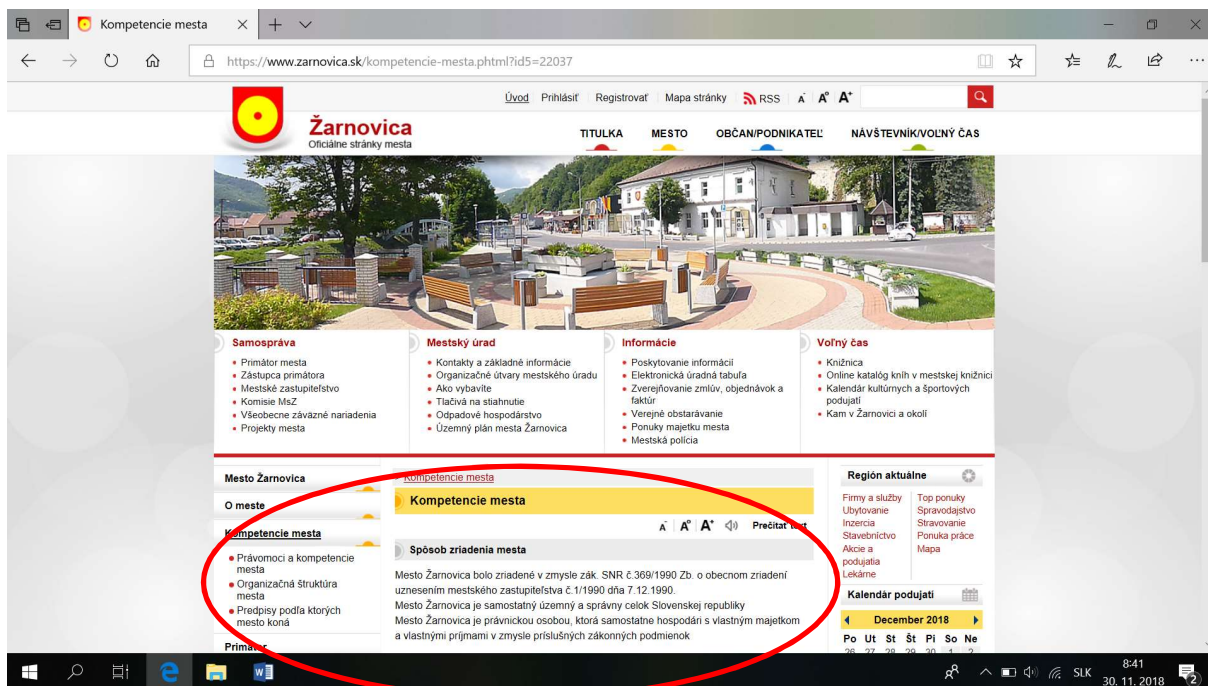 Kompetencie mesta
https://www.zarnovica.sk/kompetencie-mesta.phtml?id5=22037
Úvod Prihlásiť Registrovať Mapa stránky RSS A- A° A+
Žarnovica
Oficiálne stránky mesta
TITULKA MESTO OBČAN/PODNIKATEĽ NÁVŠTEVNÍK/VOĽNÝ ČAS
Samospráva
Primátor mesta
Zástupca primátora
Mestské zastupiteľstvo
Komisie MsZ
Všeobecne záväzné nariadenia
Projekty mesta
Mestský úrad
Kontakty a základné informácie
Organizačné útvary mestského úradu
Ako vybavíte
Tlačivá na stiahnutie
Odpadové hospodárstvo
Územný plán mesta Žarnovica
Informácie
Poskytovanie informácií
Elektronická úradná tabuľa
Zverejňovanie zmlúv, objednávok a
faktúr
Verejné obstarávanie
Ponuky majetku mesta
Mestská polícia
Voľný čas
Knižnica
Online katalóg kníh v mestskej knižnici
Kalendár kultúrnych a športových
podujatí
Kam v Žarnovici a okolí
Mesto Žarnovica
O meste
Kompetencie mesta
Právomoci a kompetencie
mesta
Organizačná štruktúra
mesta
Predpisy podľa ktorých
mesto koná
Primátor
Kompetencie mesta
Kompetencie mesta
A- A° A+ Prečítať text
Spôsob zriadenia mesta
Mesto Žarnovica bolo zriadené v zmysle zák. SNR č.369/1990 Zb. o obecnom zriadení
uznesením mestského zastupiteľstva č.1/1990 dňa 7.12.1990.
Mesto Žarnovica je samostatný územný a správny celok Slovenskej republiky
Mesto Žarnovica je právnickou osobou, ktorá samostatne hospodári s vlastným majetkom
a vlastnými príjmami v zmysle príslušných zákonných podmienok
Región aktuálne
Firmy a služby
Ubytovanie
Inzercia
Stavebníctvo
Akcie a
podujatia
Lekárne
Top ponuky
Spravodajstvo
Stravovanie
Ponuka práce
Mapa
Kalendár podujatí
December 2018
Po Ut St Št Pi So Ne
26 27 28 29 30 1 2
SLK
8:41
30. 11. 2018
2